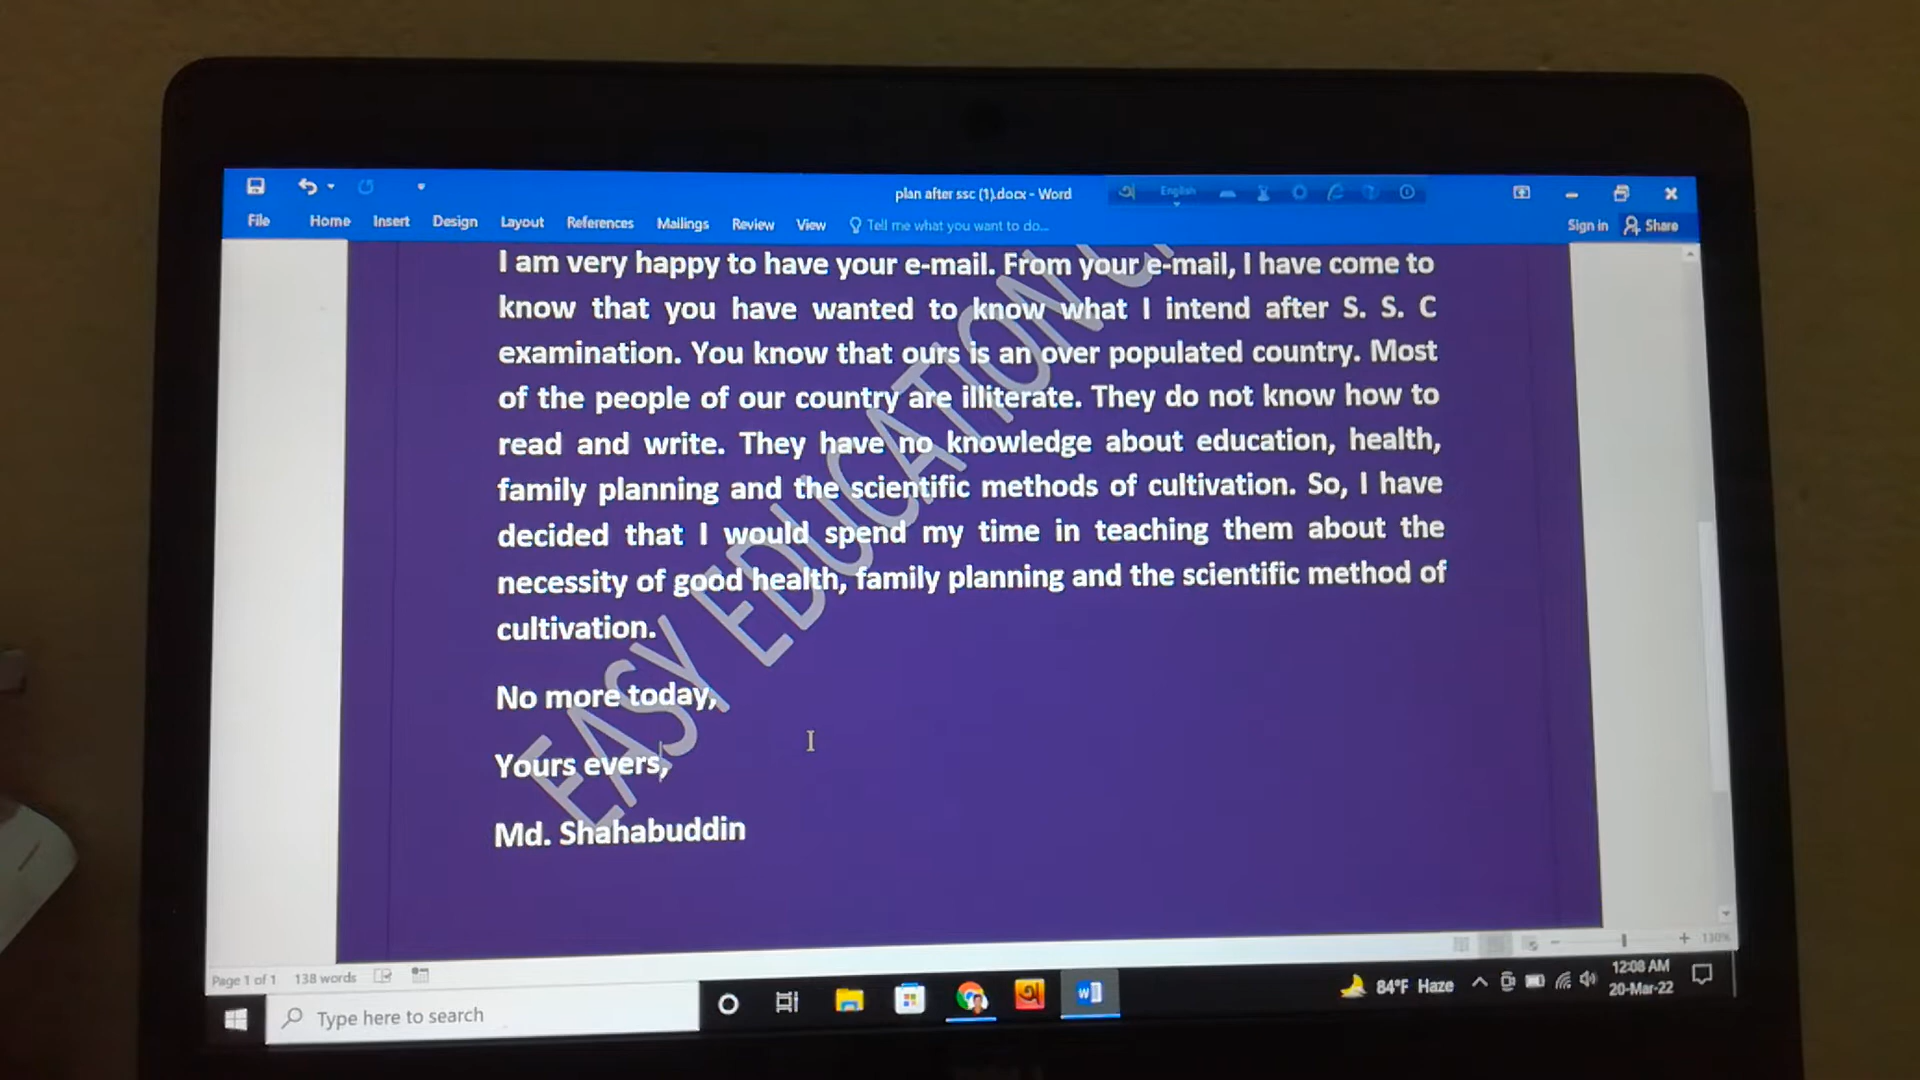 plan after ssc (1).docx - Word
English
File Home Insert Design Layout References Mailings Review View Tell me what you want to do... Sign in Share
I am very happy to have your e-mail. From your e-mail, I have come to
know that you have wanted to know what I intend after S. S. C
examination. You know that ours is an over populated country. Most
of the people of our country are illiterate. They do not know how to
read and write. They have no knowledge about education, health,
family planning and the scientific methods of cultivation. So, I have
decided that I would spend my time in teaching them about the
necessity of good health, family planning and the scientific method of
cultivation.
No more today,
Yours evers,
Md. Shahabuddin
EASY EDUCATION
Page 1 of 1 138 words 130%
Type here to search
84°F Haze
12:08 AM
20-Mar-22